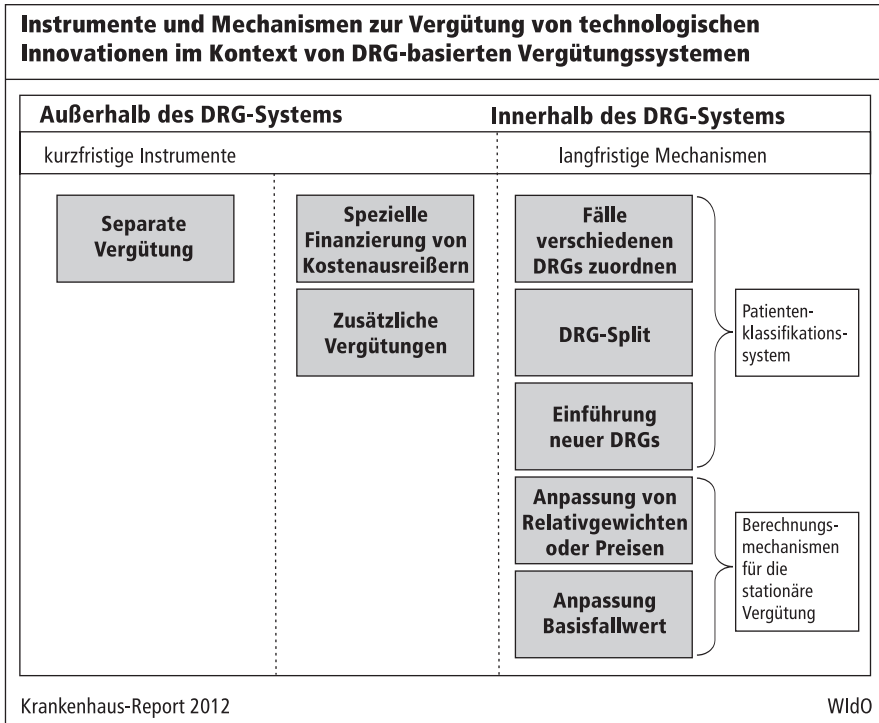 Instrumente und Mechanismen zur Vergütung von technologischen
Innovationen im Kontext von DRG-basierten Vergütungssystemen
Außerhalb des DRG-Systems
Innerhalb des DRG-Systems
kurzfristige Instrumente
langfristige Mechanismen
Separate
Vergütung
Spezielle
Finanzierung von
Kostenausreißern
Zusätzliche
Vergütungen
Fälle
verschiedenen
DRGs zuordnen
DRG-Split
Einführung
neuer DRGs
Patienten-
klassifikations-
system
Anpassung von
Relativgewichten
oder Preisen
Anpassung
Basisfallwert
Berechnungs-
mechanismen
für die
stationäre
Vergütung
Krankenhaus-Report 2012
WIdO